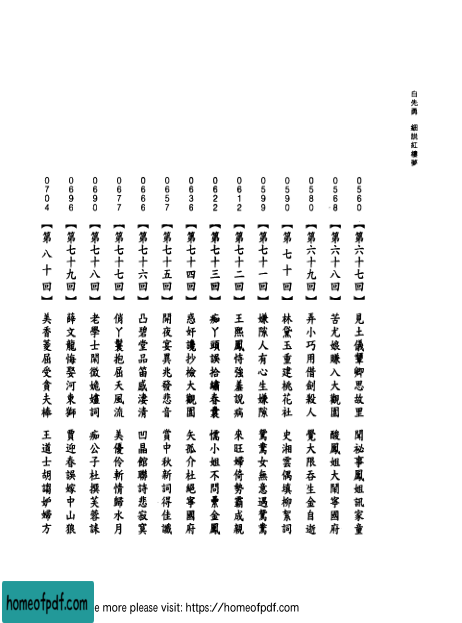 白先勇 細說紅樓夢
0560 【第六十七回】 見土儀顰卿思故里 聞秘事鳳姐訊家童
0568 【第六十八回】 苦尤娘賺入大觀園 酸鳳姐大鬧寧國府
0580 【第六十九回】 弄小巧用借劍殺人 覺大限吞生金自逝
0590 【第七十回】 林黛玉重建桃花社 史湘雲偶填柳絮詞
0599 【第七十一回】 嫌隙人有心生嫌隙 鴛鴦女無意遇鴛鴦
0612 【第七十二回】 王熙鳳恃強羞說病 來旺婦倚勢霸成親
0622 【第七十三回】 痴丫頭誤拾繡春囊 懦小姐不問纍金鳳
0636 【第七十四回】 惑奸讒抄檢大觀園 矢孤介杜絕寧國府
0657 【第七十五回】 開夜宴異兆發悲音 賞中秋新詞得佳讖
0666 【第七十六回】 凸碧堂品笛感淒清 凹晶館聯詩悲寂寞
0677 【第七十七回】 俏丫鬟抱屈夭風流 美優伶斬情歸水月
0690 【第七十八回】 老學士閒徵姽嫿詞 痴公子杜撰芙蓉誄
0696 【第七十九回】 薛文龍悔娶河東獅 賈迎春誤嫁中山狼
0704 【第八十回】 美香菱屈受貪夫棒 王道士胡謅妒婦方
homeofpdf.com
e more please visit: https://homeofpdf.com